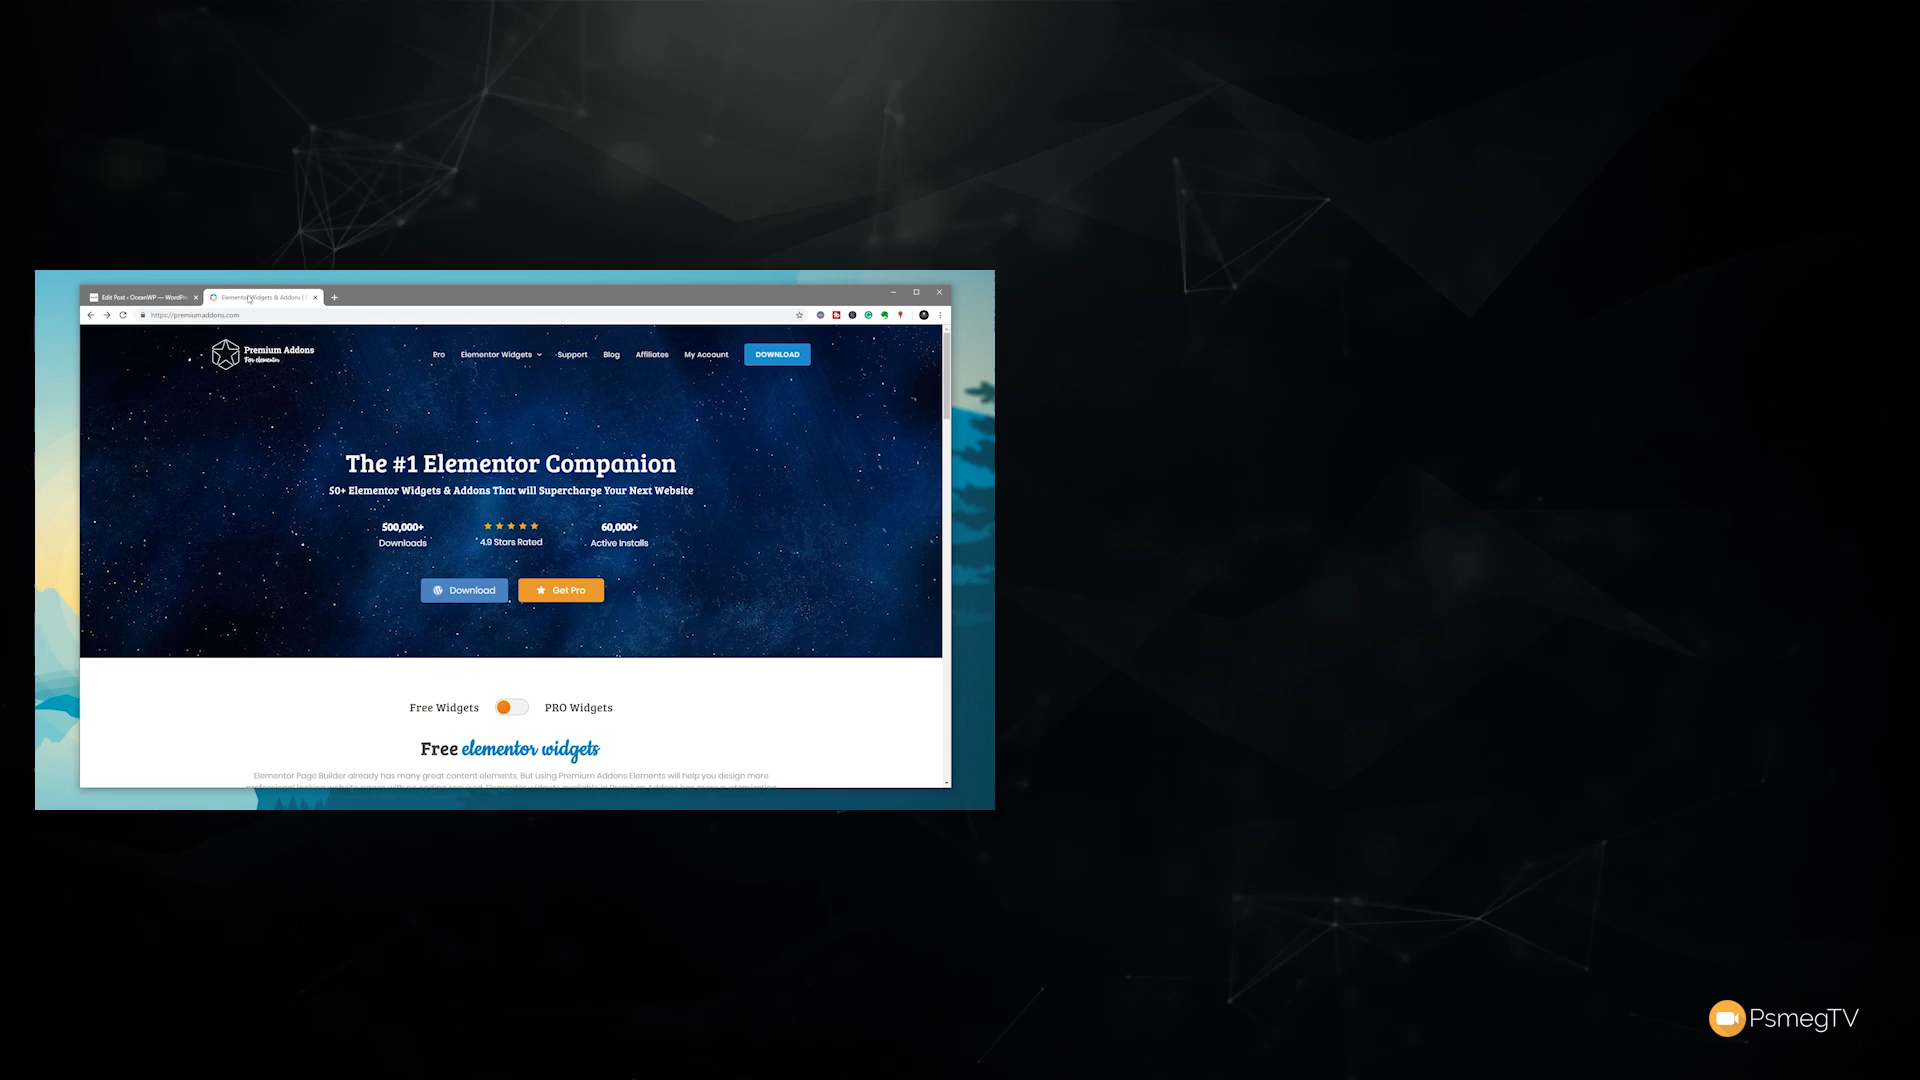 Edit Post ‹ OceanWP — WordPr
Elementor Widgets & Addons |
https://premiumaddons.com
Premium Addons
For elementor
Pro
Elementor Widgets
Support
Blog
Affiliates
My Account
DOWNLOAD
The #1 Elementor Companion
50+ Elementor Widgets & Addons That will Supercharge Your Next Website
500,000+
Downloads
4.9 Stars Rated
60,000+
Active Installs
Download
Get Pro
Free Widgets
PRO Widgets
Free elementor widgets
Elementor Page Builder already has many great content elements, But using Premium Addons Elements will help you design more
PsmegTV